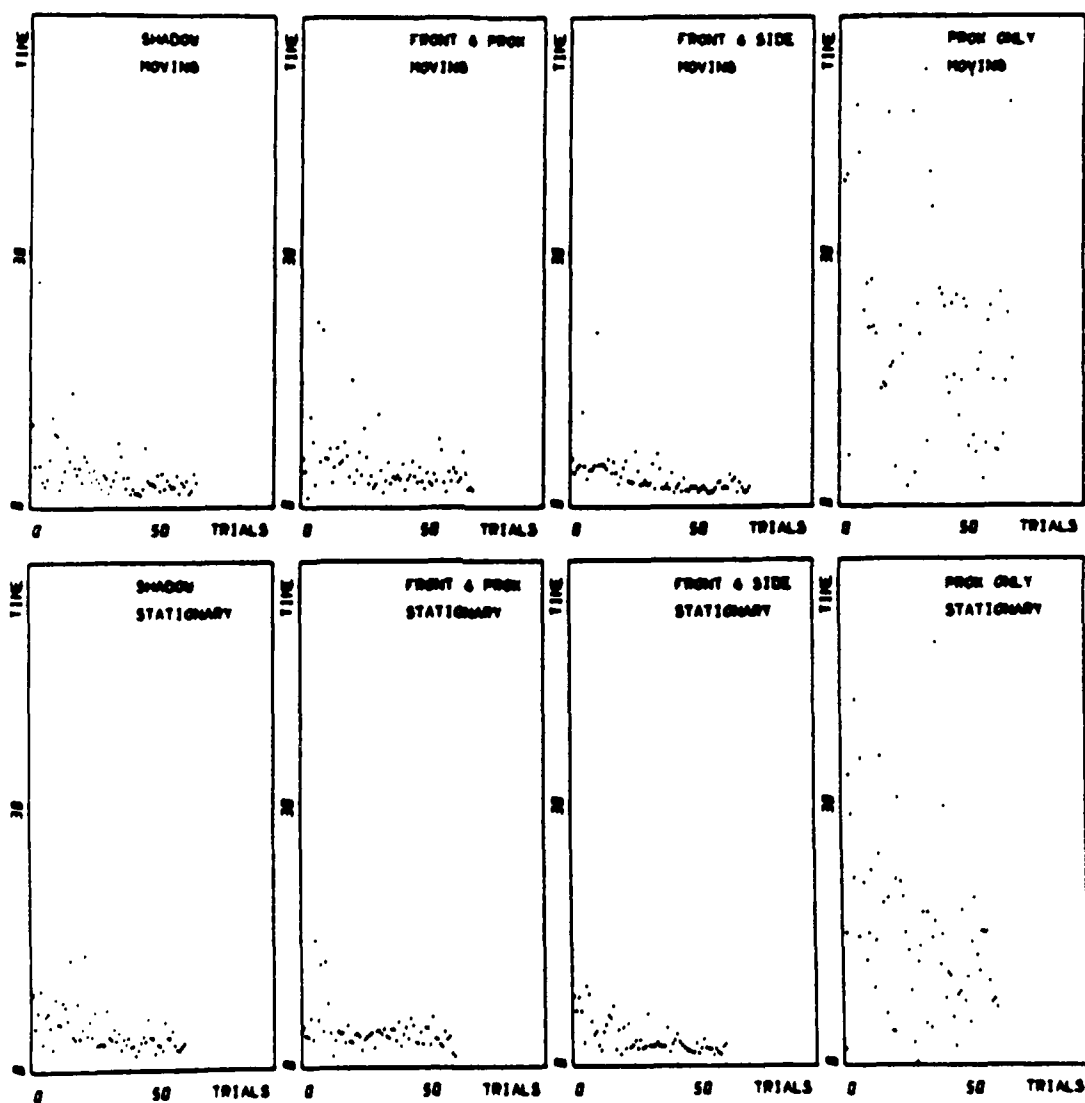 TIME
SHADOW
MOVING
30
0
0 50 TRIALS
TIME
FRONT & PROX
MOVING
30
0
0 50 TRIALS
TIME
FRONT & SIDE
MOVING
30
0
0 50 TRIALS
TIME
PROX ONLY
MOVING
30
0
0 50 TRIALS
TIME
SHADOW
STATIONARY
30
0
0 50 TRIALS
TIME
FRONT & PROX
STATIONARY
30
0
0 50 TRIALS
TIME
FRONT & SIDE
STATIONARY
30
0
0 50 TRIALS
TIME
PROX ONLY
STATIONARY
30
0
0 50 TRIALS